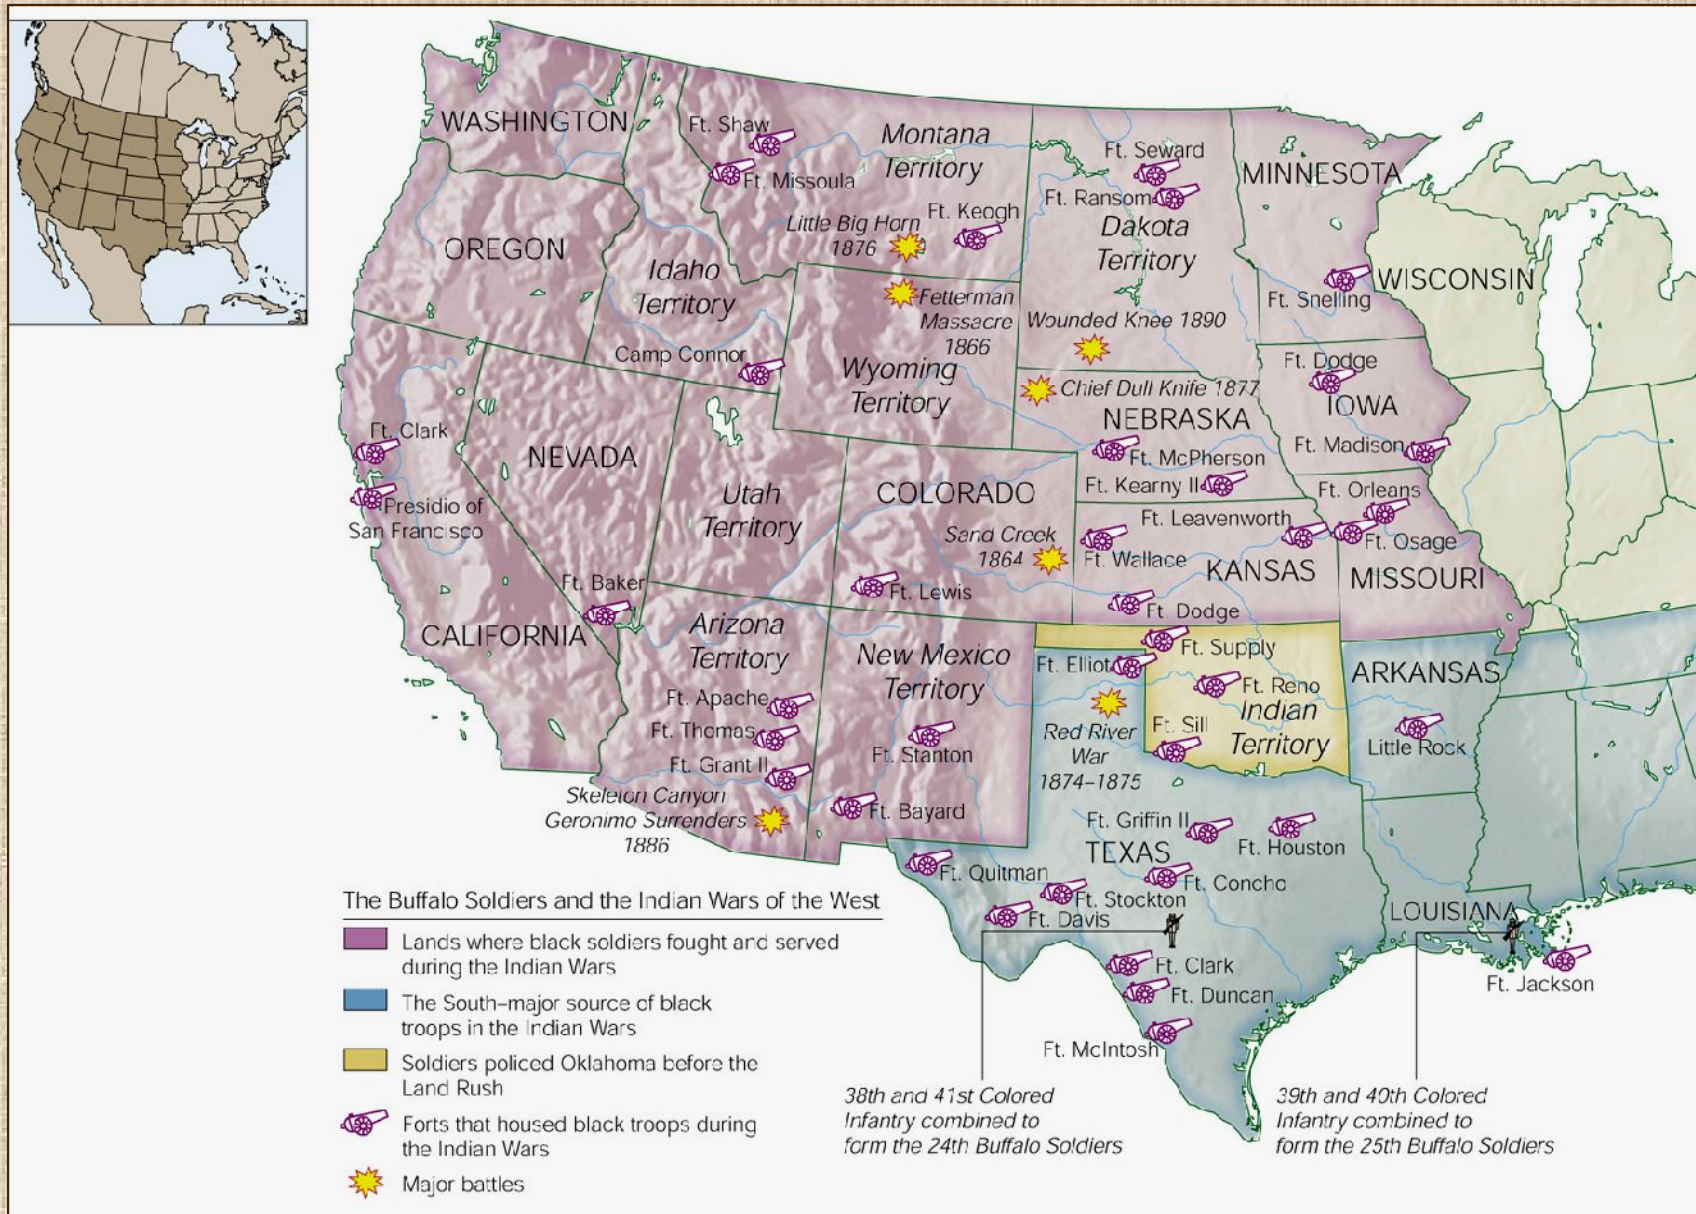 WASHINGTON
Ft. Shaw
Ft. Missoula
Montana
Territory
Ft. Seward
Ft. Ransom
MINNESOTA
Little Big Horn
1876
Ft. Keogh
Dakota
Territory
OREGON
Idaho
Territory
WISCONSIN
Ft. Snelling
Fetterman
Massacre
1866
Wounded Knee 1890
Camp Connor
Wyoming
Territory
Ft. Dodge
IOWA
Chief Dull Knife 1877
NEBRASKA
Ft. Clark
NEVADA
Ft. McPherson
Ft. Madison
Presidio of
San Francisco
Utah
Territory
COLORADO
Ft. Kearny II
Ft. Orleans
Sand Creek
1864
Ft. Leavenworth
Ft. Wallace
Ft. Osage
KANSAS
MISSOURI
Ft. Baker
Ft. Lewis
Ft. Dodge
CALIFORNIA
Arizona
Territory
New Mexico
Territory
Ft. Supply
Ft. Elliot
ARKANSAS
Ft. Reno
Indian
Territory
Ft. Apache
Ft. Thomas
Ft. Grant II
Ft. Stanton
Red River
War
1874–1875
Ft. Sill
Little Rock
Skeleton Canyon
Geronimo Surrenders
1886
Ft. Bayard
Ft. Griffin II
Ft. Houston
TEXAS
Ft. Quitman
Ft. Concho
Ft. Stockton
Ft. Davis
LOUISIANA
Ft. Clark
Ft. Duncan
Ft. Jackson
Ft. McIntosh
38th and 41st Colored
Infantry combined to
form the 24th Buffalo Soldiers
39th and 40th Colored
Infantry combined to
form the 25th Buffalo Soldiers
The Buffalo Soldiers and the Indian Wars of the West
Lands where black soldiers fought and served
during the Indian Wars
The South–major source of black
troops in the Indian Wars
Soldiers policed Oklahoma before the
Land Rush
Forts that housed black troops during
the Indian Wars
Major battles